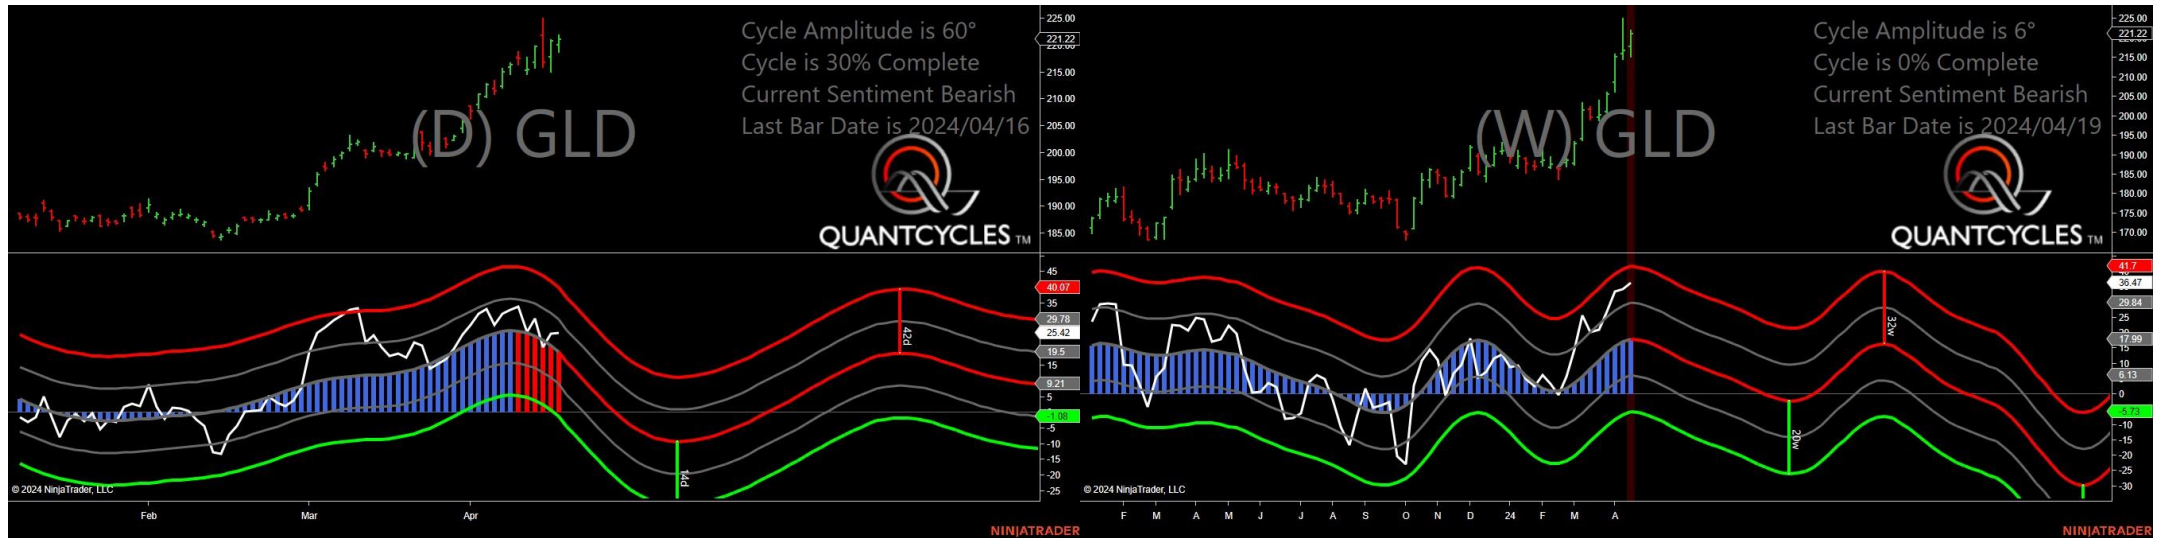 Cycle Amplitude is 60°
Cycle is 30% Complete
Current Sentiment Bearish
Last Bar Date is 2024/04/16
(D) GLD
QUANTCYCLES TM
225.00
221.22
215.00
210.00
205.00
200.00
195.00
190.00
185.00
45
40.07
35
29.78
25.42
19.5
15
9.21
5
-1.08
-5
-10
-15
-20
-25
42d
14d
© 2024 NinjaTrader, LLC
Feb
Mar
Apr
NINJATRADER
Cycle Amplitude is 6°
Cycle is 0% Complete
Current Sentiment Bearish
Last Bar Date is 2024/04/19
(W) GLD
QUANTCYCLES TM
225.00
221.22
215.00
210.00
205.00
200.00
195.00
190.00
185.00
180.00
175.00
170.00
41.7
36.47
29.84
25
17.99
15
10
6.13
0
-5.73
-10
-15
-20
-25
-30
32w
20w
© 2024 NinjaTrader, LLC
F M A M J J A S O N D 24 F M A
NINJATRADER